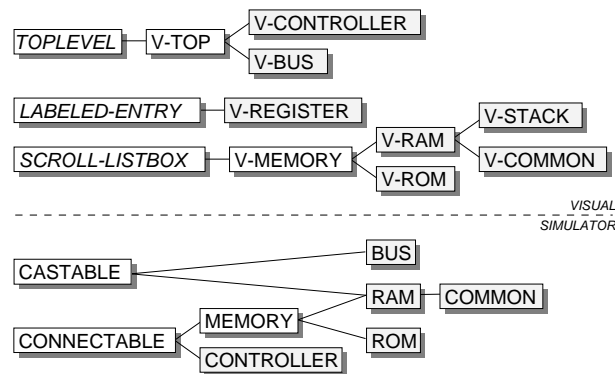 V-CONTROLLER
TOPLEVEL V-TOP
V-BUS
LABELED-ENTRY V-REGISTER V-STACK
V-RAM
SCROLL-LISTBOX V-MEMORY V-COMMON
V-ROM
VISUAL
SIMULATOR
BUS
CASTABLE
RAM COMMON
MEMORY
CONNECTABLE ROM
CONTROLLER